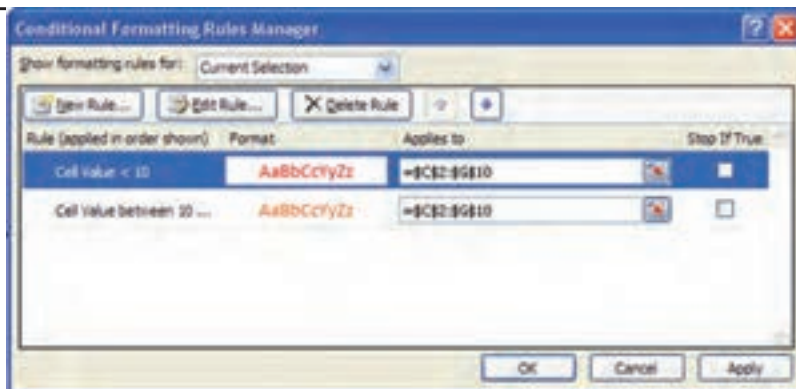 Conditional Formatting Rules Manager
Show formatting rules for: Current Selection
New Rule... Edit Rule... Delete Rule
Rule (applied in order shown) Format Applies to Stop If True
Cell Value < 10 AaBbCcYyZz =$C$2:$G$10
Cell Value between 10 ... AaBbCcYyZz =$C$2:$G$10
OK Cancel Apply